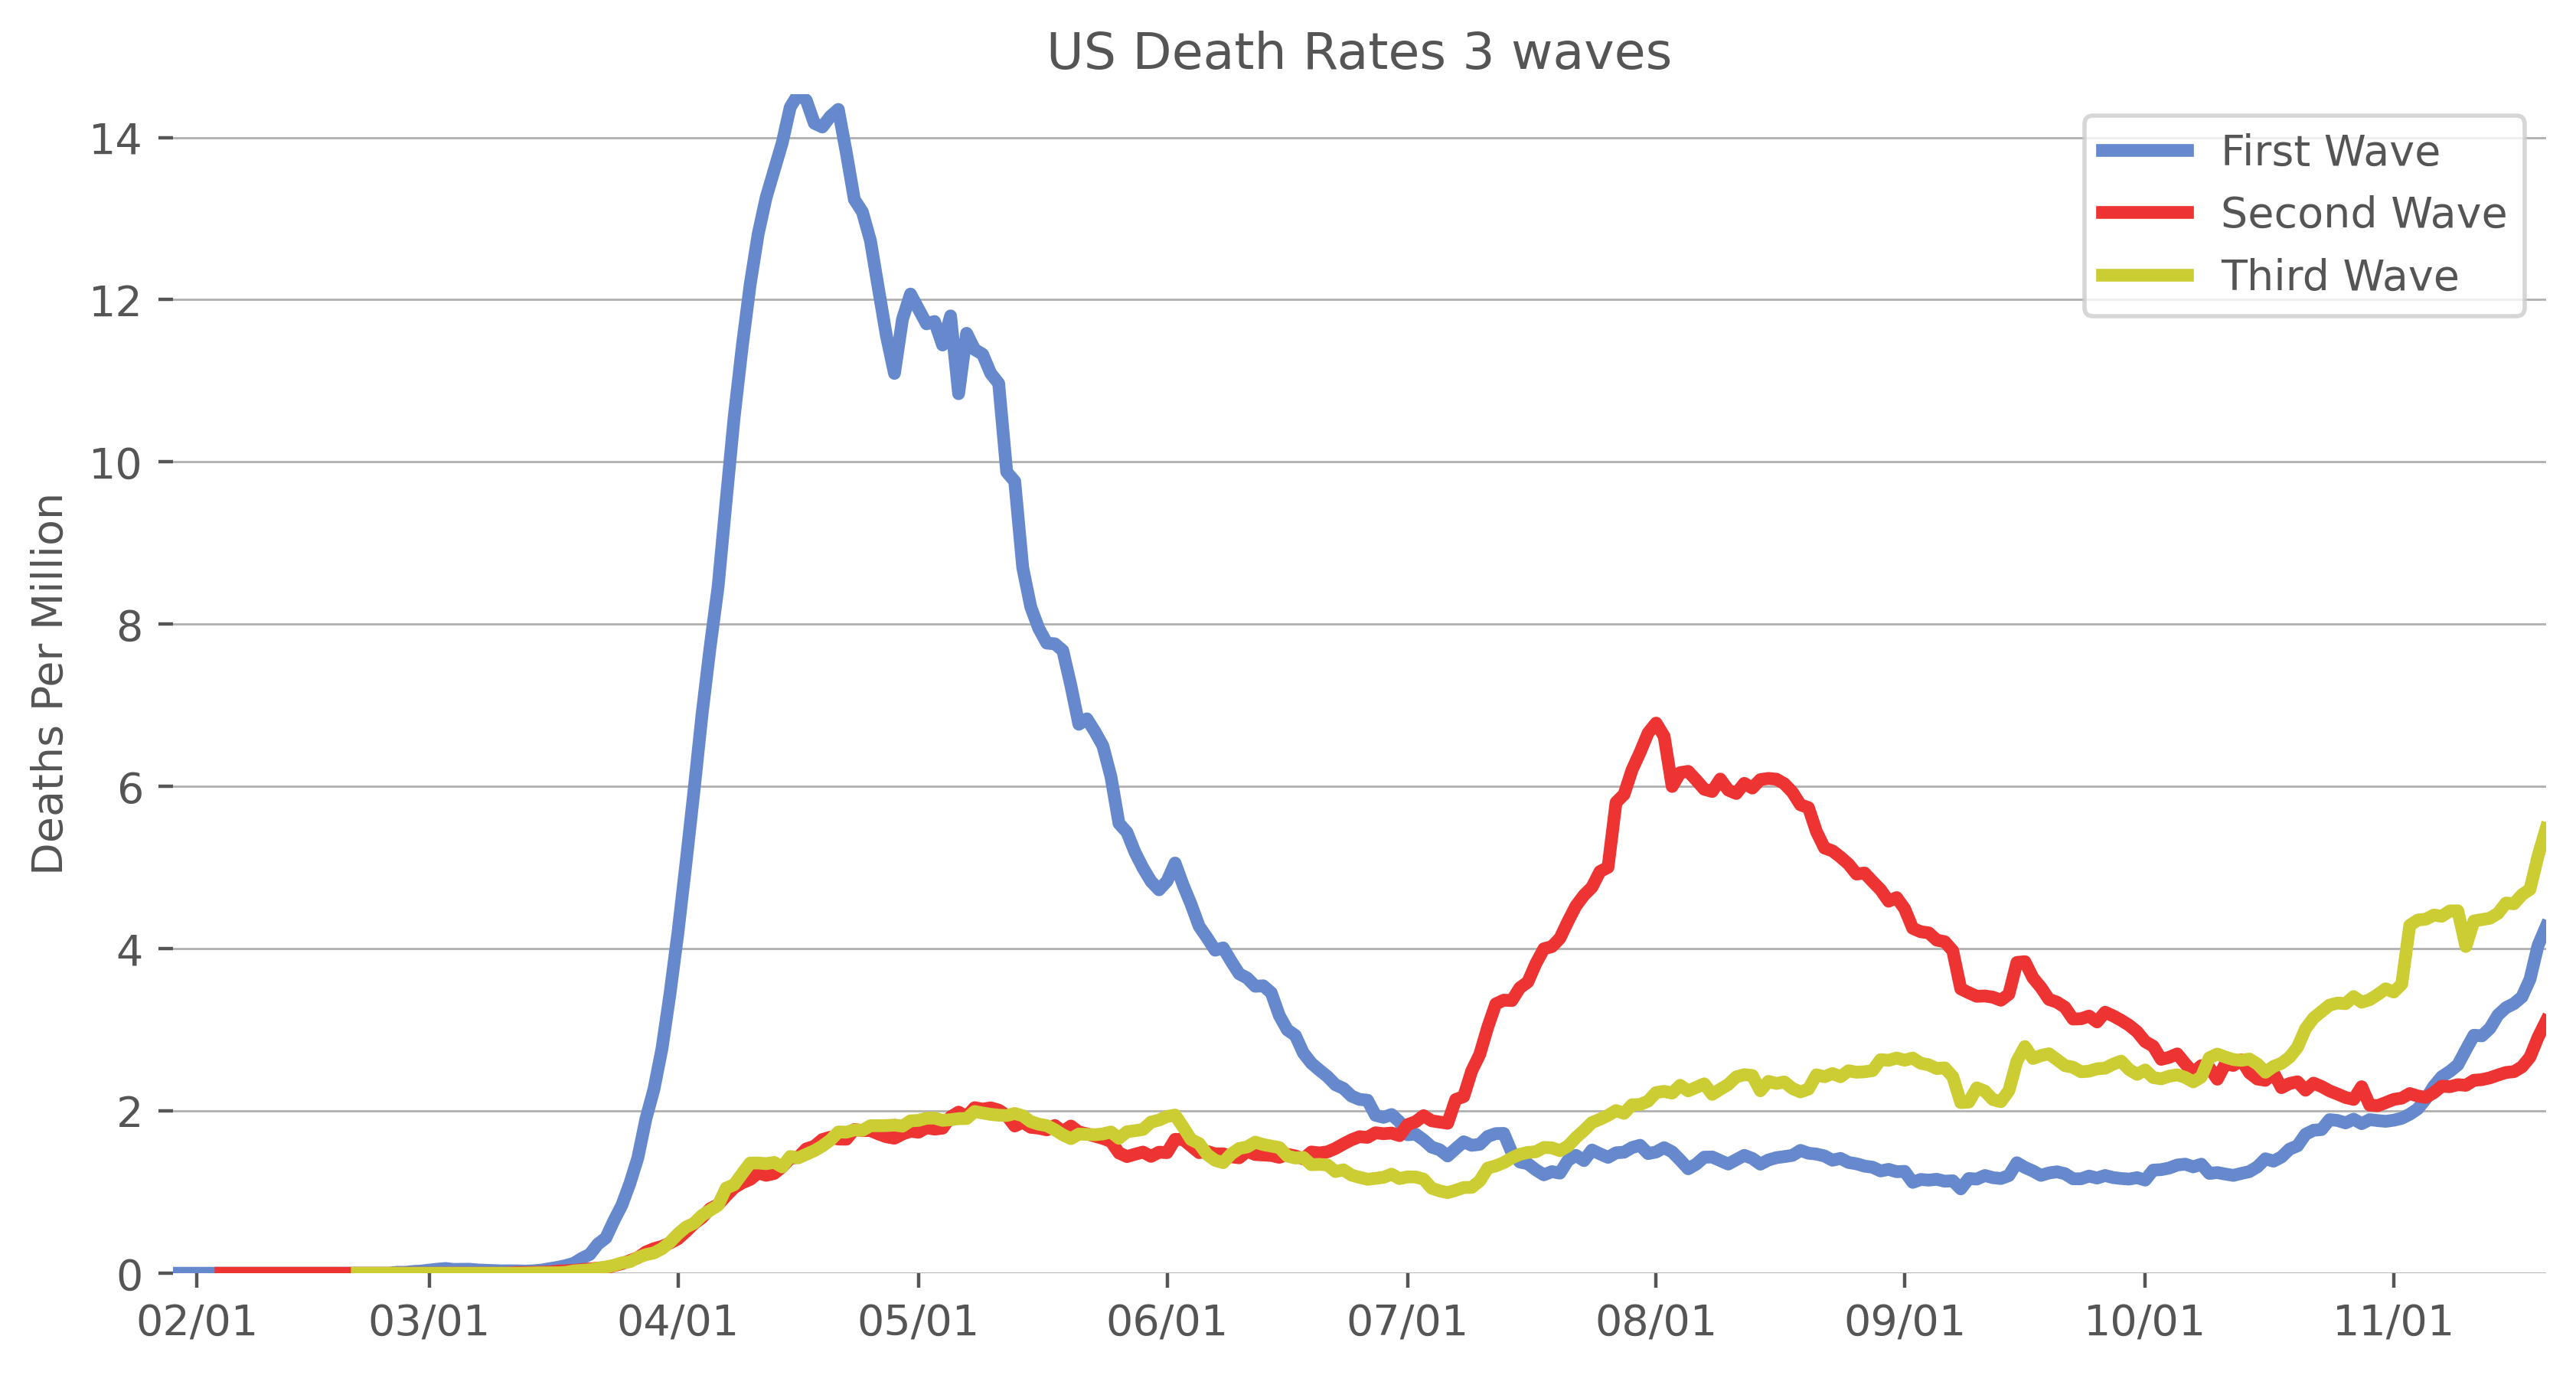 US Death Rates 3 waves
Deaths Per Million
14
12
10
8
6
4
2
0
First Wave
Second Wave
Third Wave
02/01 03/01 04/01 05/01 06/01 07/01 08/01 09/01 10/01 11/01